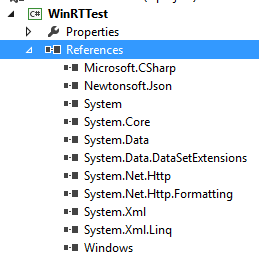 C# WinRTTest
Properties
References
Microsoft.CSharp
Newtonsoft.Json
System
System.Core
System.Data
System.Data.DataSetExtensions
System.Net.Http
System.Net.Http.Formatting
System.Xml
System.Xml.Linq
Windows